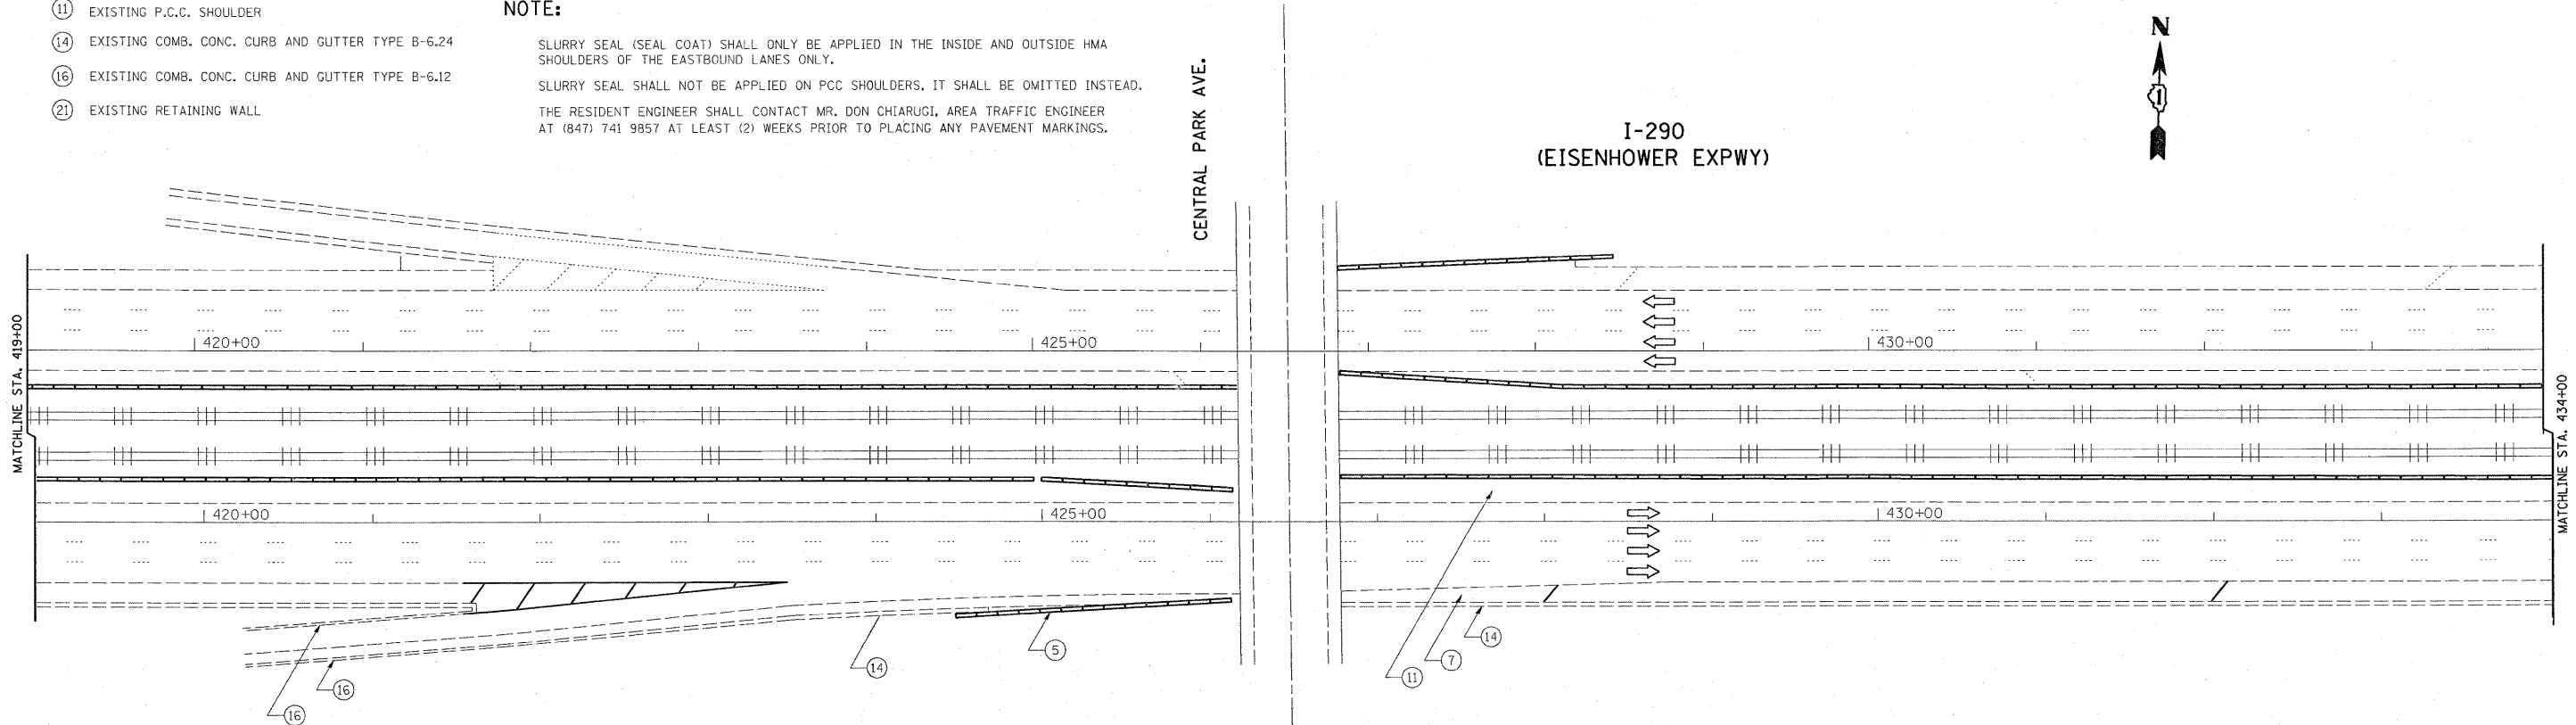 11 EXISTING P.C.C. SHOULDER
14 EXISTING COMB. CONC. CURB AND GUTTER TYPE B-6.24
16 EXISTING COMB. CONC. CURB AND GUTTER TYPE B-6.12
21 EXISTING RETAINING WALL
NOTE:
SLURRY SEAL (SEAL COAT) SHALL ONLY BE APPLIED IN THE INSIDE AND OUTSIDE HMA
SHOULDERS OF THE EASTBOUND LANES ONLY.
SLURRY SEAL SHALL NOT BE APPLIED ON PCC SHOULDERS, IT SHALL BE OMITTED INSTEAD.
THE RESIDENT ENGINEER SHALL CONTACT MR. DON CHIARUGI, AREA TRAFFIC ENGINEER
AT (847) 741 9857 AT LEAST (2) WEEKS PRIOR TO PLACING ANY PAVEMENT MARKINGS.
CENTRAL PARK AVE.
I-290
(EISENHOWER EXPWY)
N
1
MATCHLINE STA. 419+00
420+00
425+00
430+00
420+00
425+00
430+00
MATCHLINE STA. 434+00
16
16
14
5
11
7
14